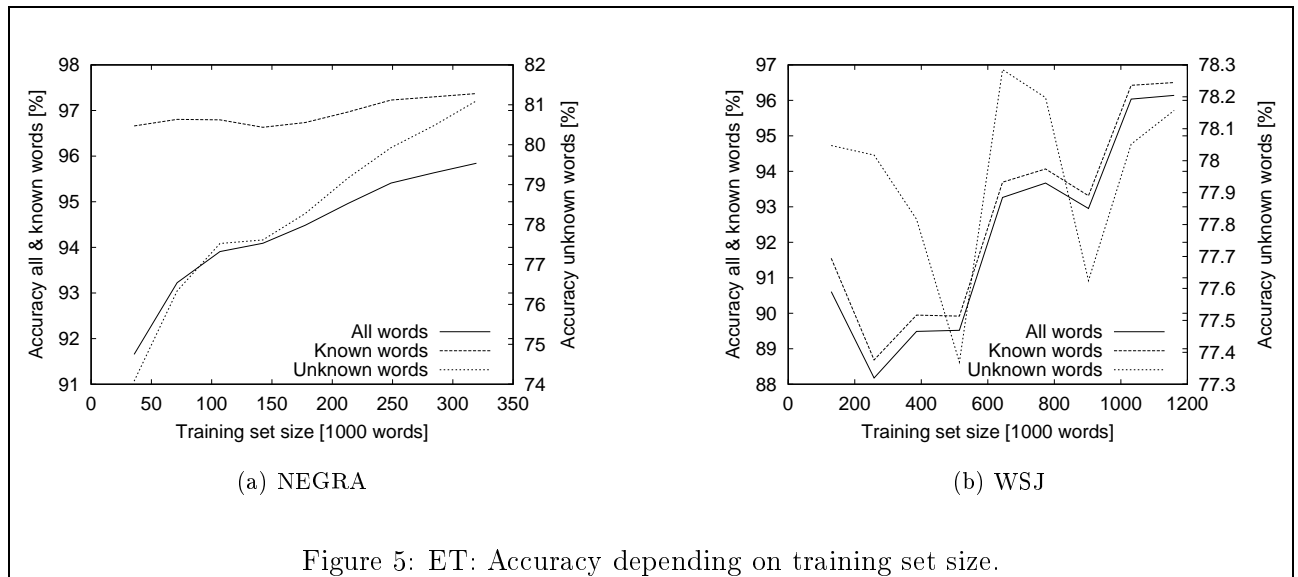 98
97
96
95
94
93
92
91
82
81
80
79
78
77
76
75
74
0 50 100 150 200 250 300 350
Accuracy all & known words [%]
Accuracy unknown words [%]
Training set size [1000 words]
All words
Known words
Unknown words
(a) NEGRA
97
96
95
94
93
92
91
90
89
88
78.3
78.2
78.1
78
77.9
77.8
77.7
77.6
77.5
77.4
77.3
0 200 400 600 800 1000 1200
Accuracy all & known words [%]
Accuracy unknown words [%]
Training set size [1000 words]
All words
Known words
Unknown words
(b) WSJ
Figure 5: ET: Accuracy depending on training set size.